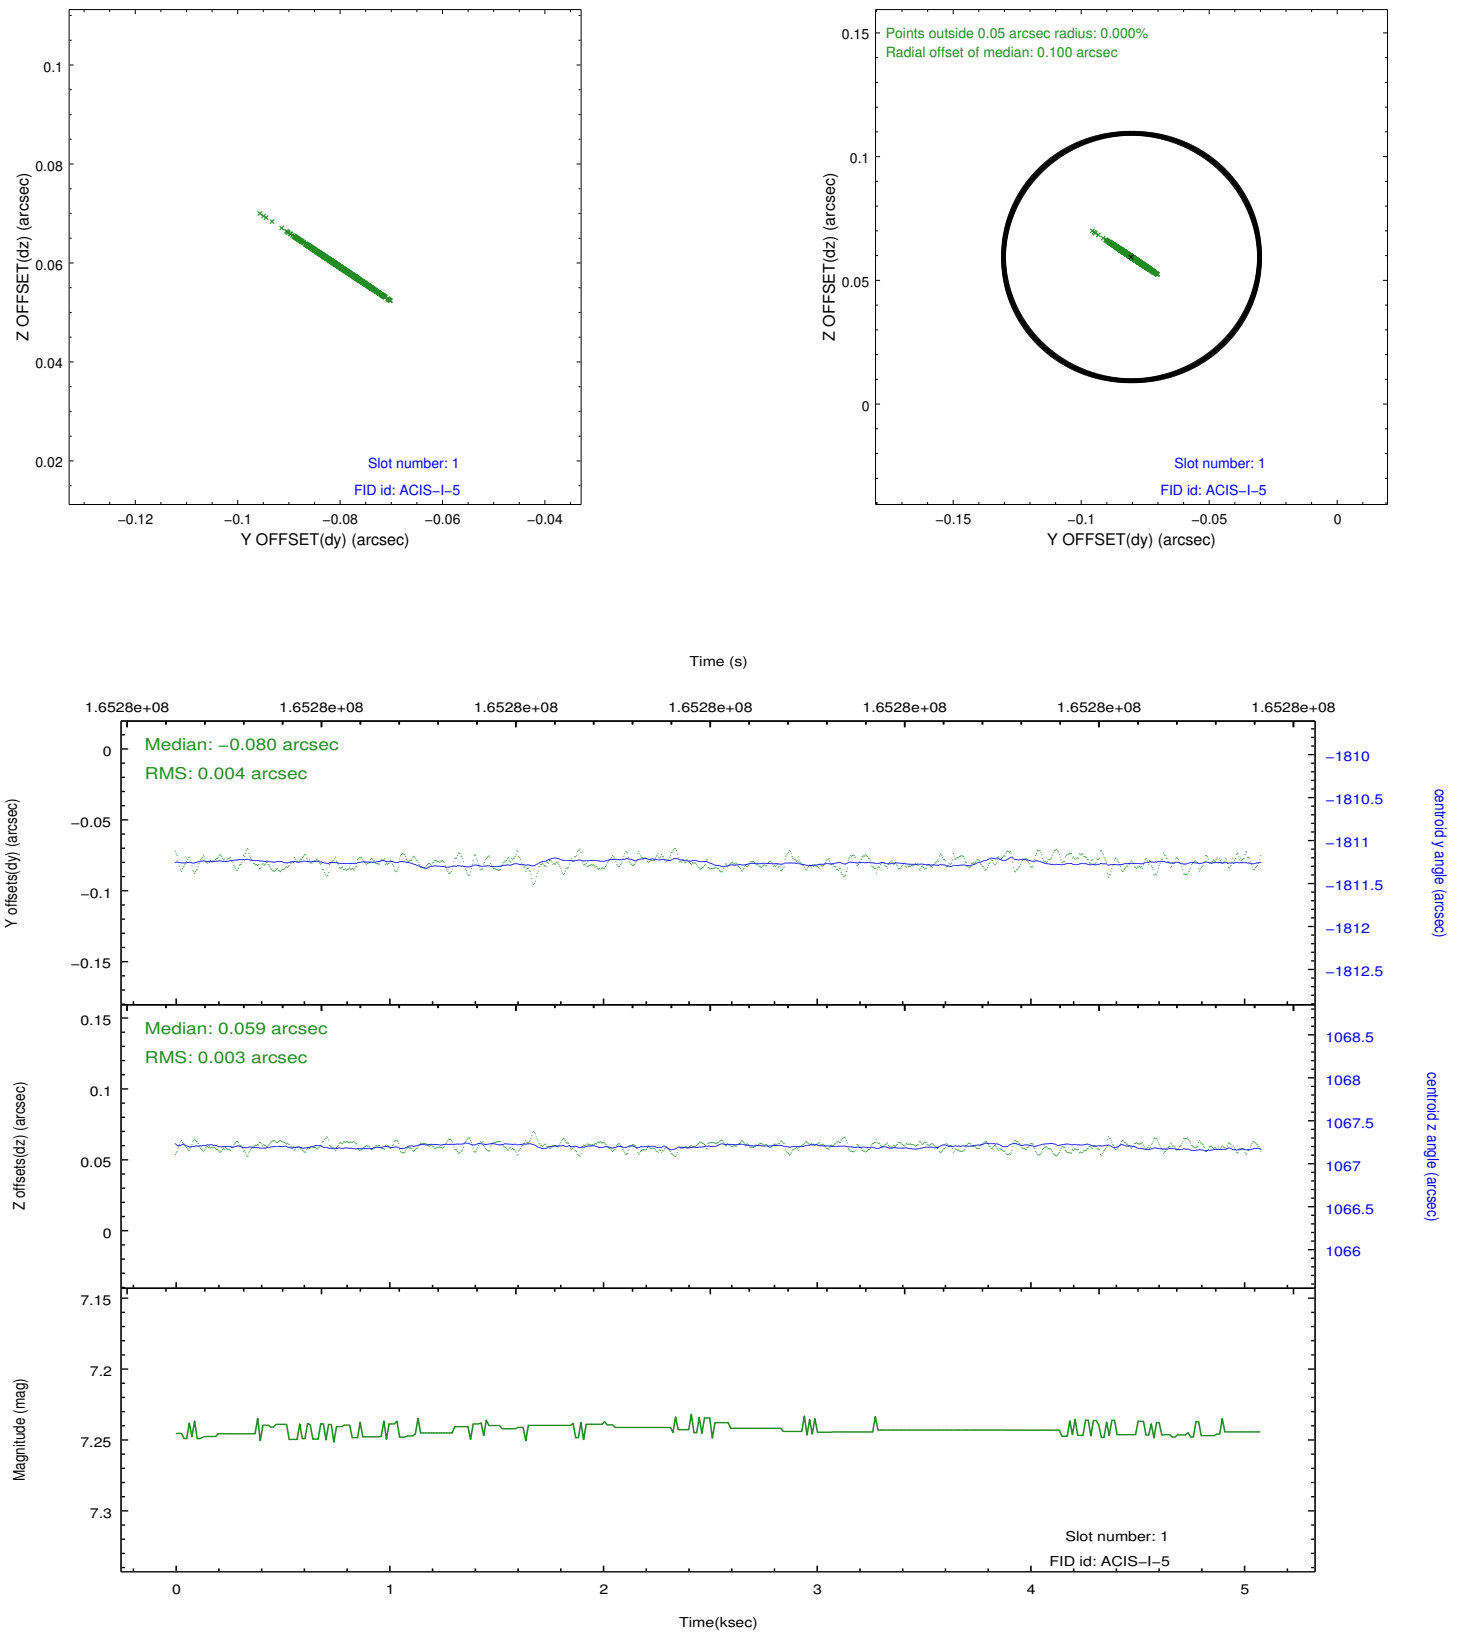 0.1
0.08
0.06
0.04
0.02
Z OFFSET(dz) (arcsec)
Slot number: 1
FID id: ACIS−I−5
−0.12
−0.1
−0.08
−0.06
−0.04
Y OFFSET(dy) (arcsec)
Points outside 0.05 arcsec radius: 0.000%
Radial offset of median: 0.100 arcsec
0.15
0.1
0.05
0
Z OFFSET(dz) (arcsec)
Slot number: 1
FID id: ACIS−I−5
−0.15
−0.1
−0.05
0
Y OFFSET(dy) (arcsec)
Time (s)
1.6528e+08
1.6528e+08
1.6528e+08
1.6528e+08
1.6528e+08
1.6528e+08
1.6528e+08
Median: −0.080 arcsec
RMS: 0.004 arcsec
0
−0.05
−0.1
−0.15
Y offsets(dy) (arcsec)
−1810
−1810.5
−1811
−1811.5
−1812
−1812.5
centroid y angle (arcsec)
Median: 0.059 arcsec
RMS: 0.003 arcsec
0.15
0.1
0.05
0
Z offsets(dz) (arcsec)
1068.5
1068
1067.5
1067
1066.5
1066
centroid z angle (arcsec)
7.15
7.2
7.25
7.3
Magnitude (mag)
Slot number: 1
FID id: ACIS−I−5
0
1
2
3
4
5
Time(ksec)